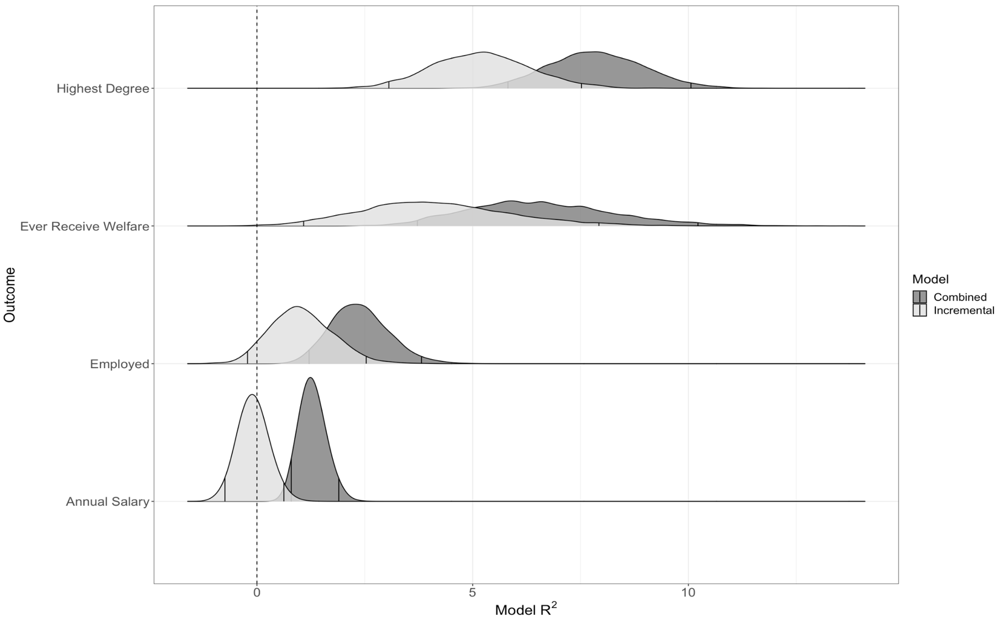 Highest Degree
Ever Receive Welfare
Employed
Annual Salary
Outcome
0
5
10
Model R²
Model
Combined
Incremental